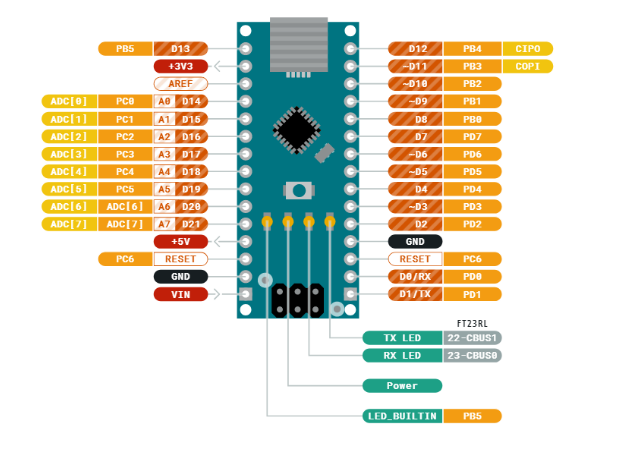 PB5 D13 D12 PB4 CIPO
+3V3 ~D11 PB3 COPI
AREF ~D10 PB2
ADC[0] PC0 A0 D14 ~D9 PB1
ADC[1] PC1 A1 D15 D8 PB0
ADC[2] PC2 A2 D16 D7 PD7
ADC[3] PC3 A3 D17 ~D6 PD6
ADC[4] PC4 A4 D18 ~D5 PD5
ADC[5] PC5 A5 D19 D4 PD4
ADC[6] ADC[6] A6 D20 ~D3 PD3
ADC[7] ADC[7] A7 D21 D2 PD2
+5V GND
PC6 RESET RESET PC6
GND D0/RX PD0
VIN D1/TX PD1
FT23RL
TX LED 22-CBUS1
RX LED 23-CBUS0
Power
LED_BUILTIN PB5